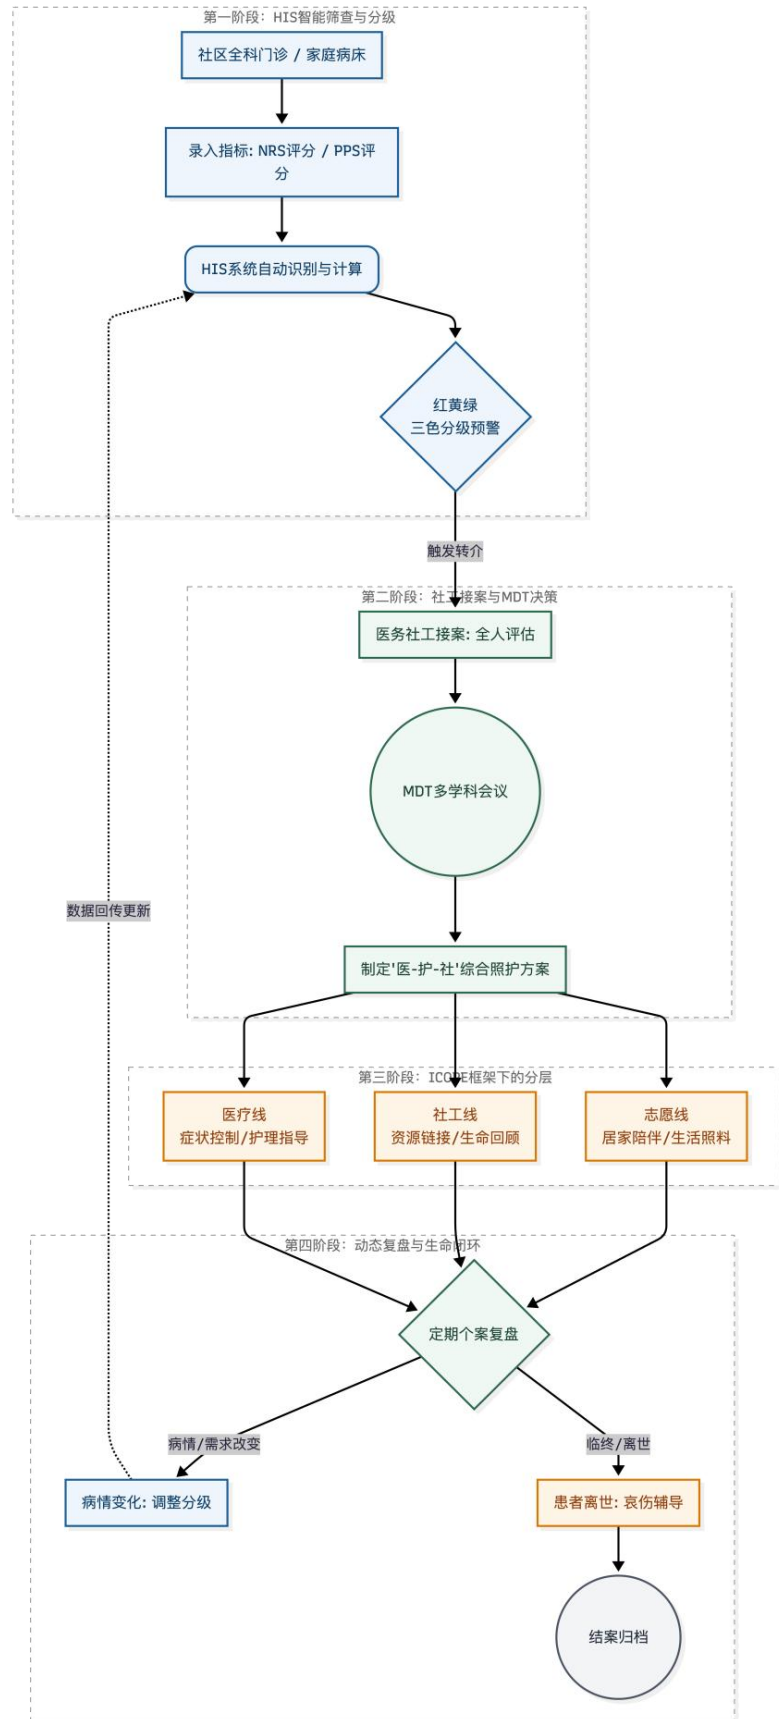 第一阶段: HIS智能筛查与分级
社区全科门诊 / 家庭病床
录入指标: NRS评分 / PPS评
分
HIS系统自动识别与计算
红黄绿
三色分级预警
触发转介
第二阶段: 社工接案与MDT决策
医务社工接案: 全人评估
MDT多学科会议
数据回传更新
制定'医-护-社'综合照护方案
第三阶段: ICOPE框架下的分层
医疗线
症状控制/护理指导
社工线
资源链接/生命回顾
志愿线
居家陪伴/生活照料
第四阶段: 动态复盘与生命闭环
定期个案复盘
病情/需求改变
临终/离世
病情变化: 调整分级
患者离世: 哀伤辅导
结案归档